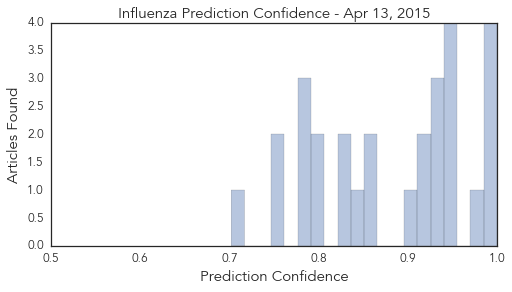 Influenza Prediction Confidence - Apr 13, 2015
4.0
3.5
3.0
2.5
2.0
1.5
1.0
0.5
0.0
Articles Found
0.5 0.6 0.7 0.8 0.9 1.0
Prediction Confidence